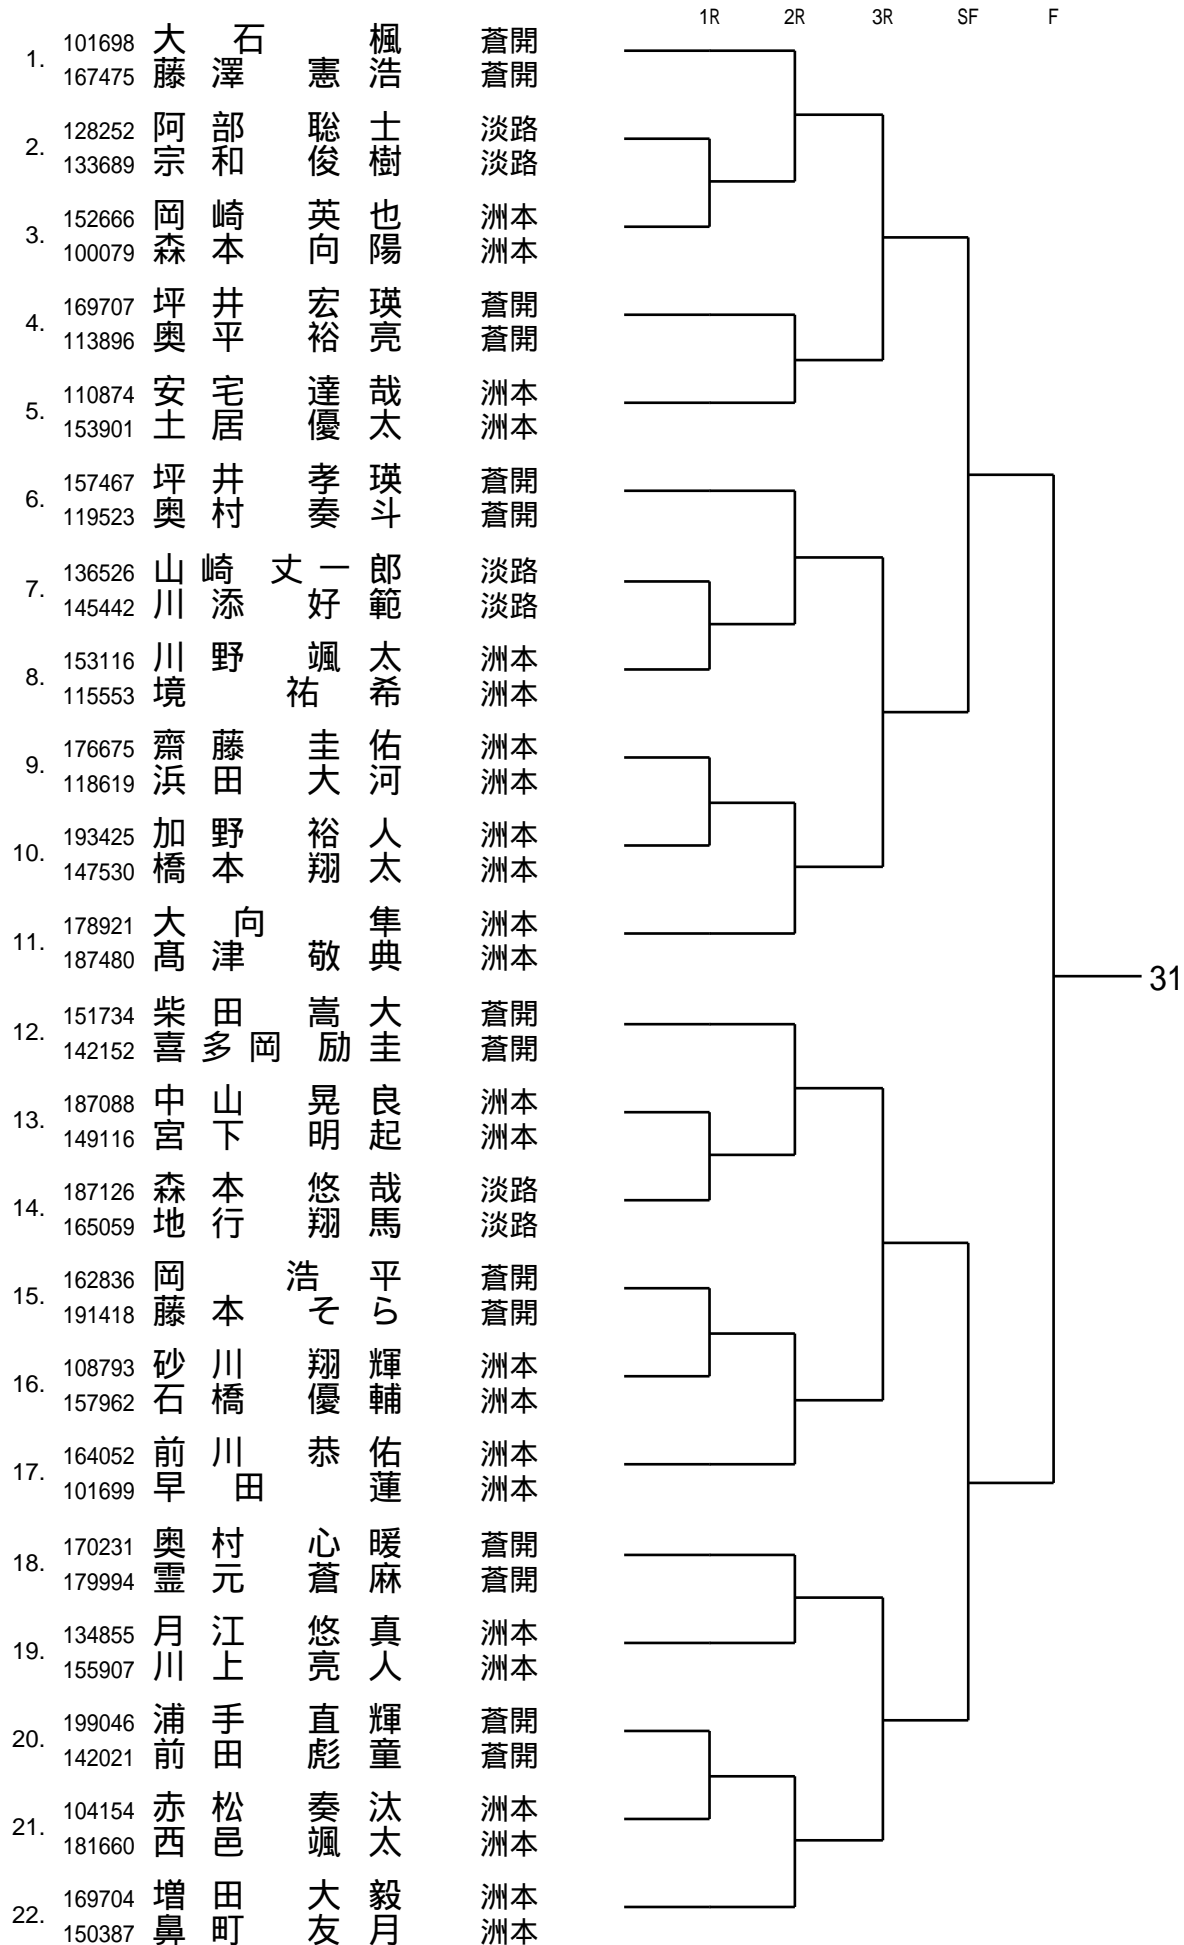 1R 2R 3R SF F
1. 101698 大石 楓 蒼開
167475 藤澤 憲浩 蒼開
2. 128252 阿部 聡士 淡路
133689 宗和 俊樹 淡路
3. 152666 岡崎 英也 洲本
100079 森本 向陽 洲本
4. 169707 坪井 宏瑛 蒼開
113896 奥平 裕亮 蒼開
5. 110874 安宅 達哉 洲本
153901 土居 優太 洲本
6. 157467 坪井 孝瑛 蒼開
119523 奥村 奏斗 蒼開
7. 136526 山崎 丈一郎 淡路
145442 川添 好範 淡路
8. 153116 川野 颯太 洲本
115553 境 祐希 洲本
9. 176675 齋藤 圭佑 洲本
118619 浜田 大河 洲本
10. 193425 加野 裕人 洲本
147530 橋本 翔太 洲本
11. 178921 大向 隼 洲本
187480 髙津 敬典 洲本
31
12. 151734 柴田 嵩大 蒼開
142152 喜多岡 励圭 蒼開
13. 187088 中山 晃良 洲本
149116 宮下 明起 洲本
14. 187126 森本 悠哉 淡路
165059 地行 翔馬 淡路
15. 162836 岡 浩平 蒼開
191418 藤本 そら 蒼開
16. 108793 砂川 翔輝 洲本
157962 石橋 優輔 洲本
17. 164052 前川 恭佑 洲本
101699 早田 蓮 洲本
18. 170231 奥村 心暖 蒼開
179994 霊元 蒼麻 蒼開
19. 134855 月江 悠真 洲本
155907 川上 亮人 洲本
20. 199046 浦手 直輝 蒼開
142021 前田 彪童 蒼開
21. 104154 赤松 奏汰 洲本
181660 西邑 颯太 洲本
22. 169704 増田 大毅 洲本
150387 鼻町 友月 洲本